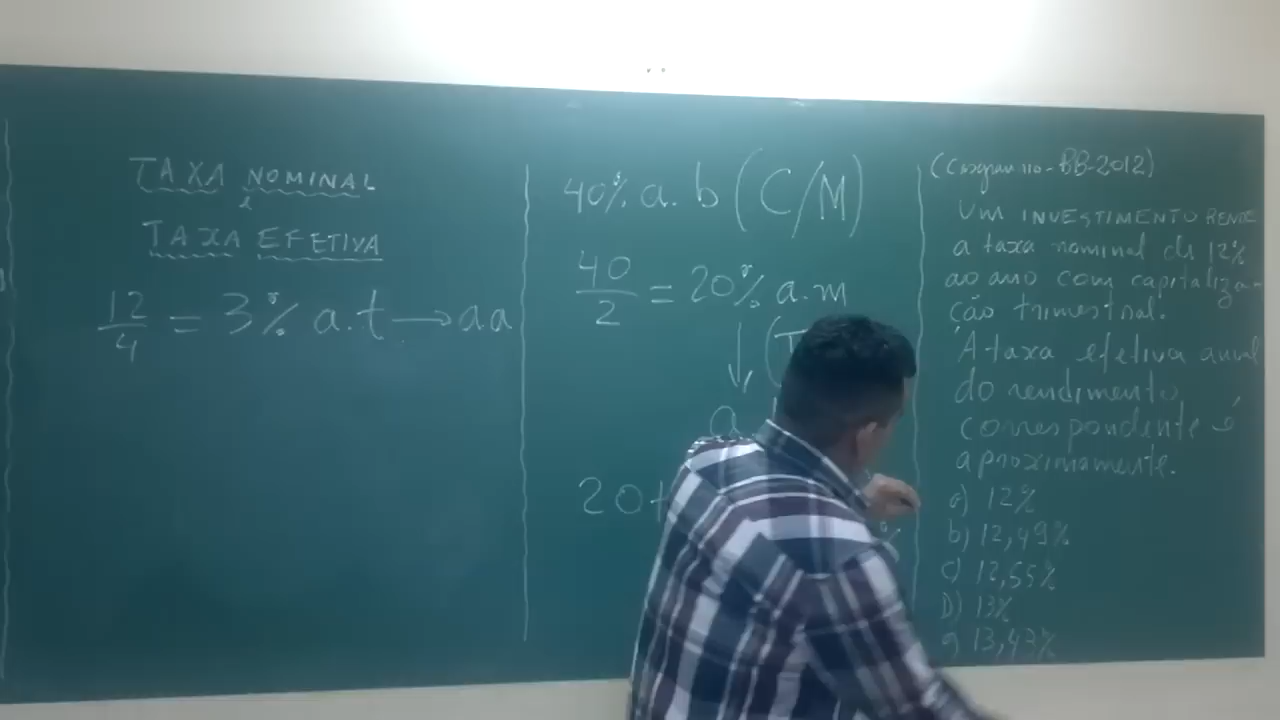 TAXA NOMINAL
e
TAXA EFETIVA
12/4 = 3% a.t → aa
40% a.b (C/M)
40/2 = 20% a.m
↓ (T
a
20+
%
(Cesgranrio-BB-2012)
Um INVESTIMENTO RENDE
a taxa nominal de 12%
ao ano com capitaliza-
ção trimestral.
A taxa efetiva anual
do rendimento
correspondente é
aproximamente.
a) 12%
b) 12,49%
c) 12,55%
D) 13%
e) 13,43%